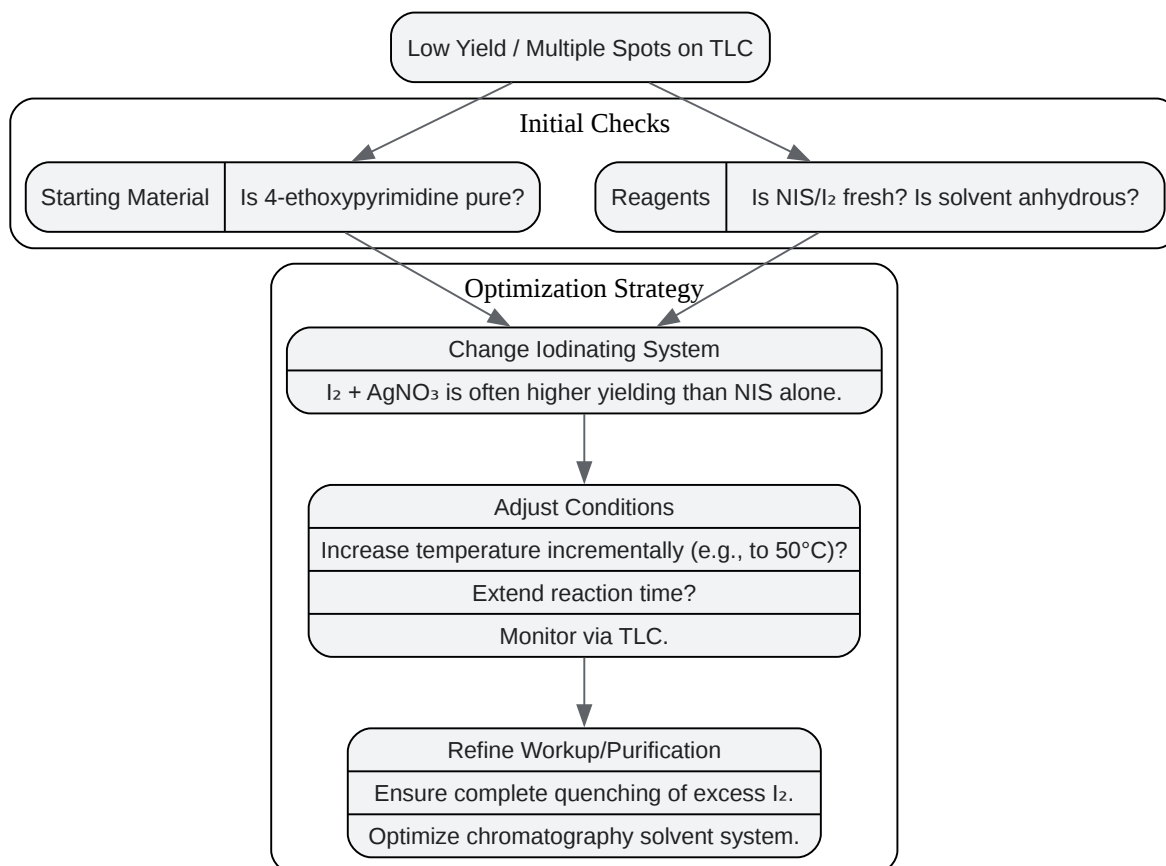 Low Yield / Multiple Spots on TLC
Initial Checks
Starting Material
Is 4-ethoxypyrimidine pure?
Reagents
Is NIS/I₂ fresh? Is solvent anhydrous?
Optimization Strategy
Change Iodinating System
I₂ + AgNO₃ is often higher yielding than NIS alone.
Adjust Conditions
Increase temperature incrementally (e.g., to 50°C)?
Extend reaction time?
Monitor via TLC.
Refine Workup/Purification
Ensure complete quenching of excess I₂.
Optimize chromatography solvent system.